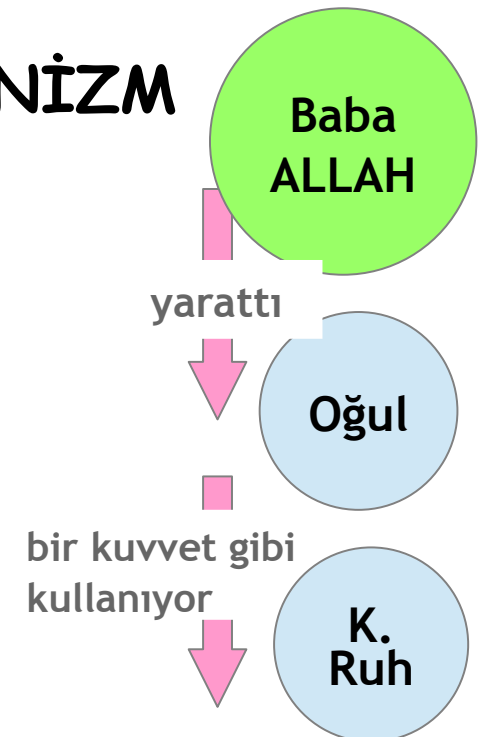 NİZM
Baba
ALLAH
yarattı
Oğul
bir kuvvet gibi
kullanıyor
K.
Ruh